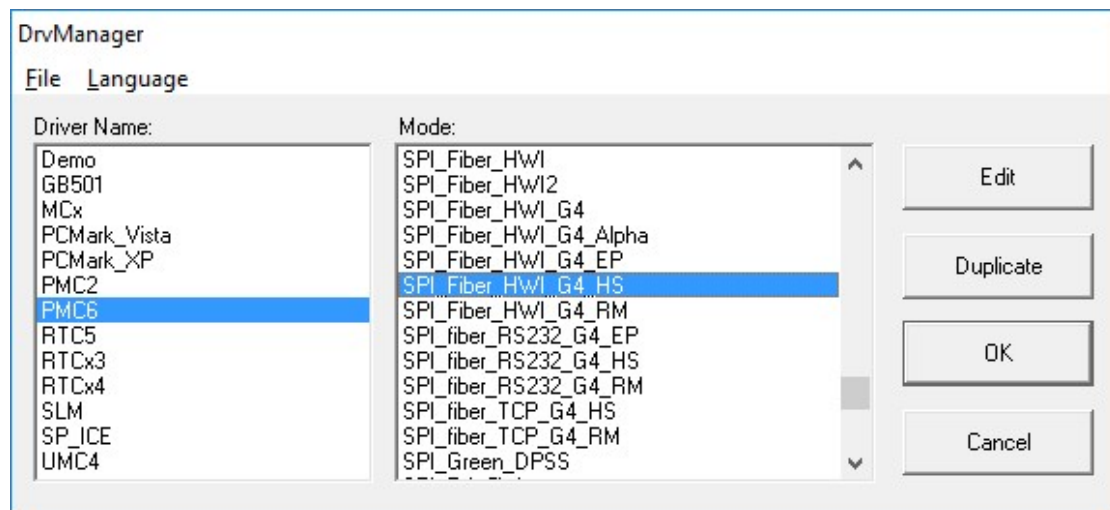 DrvManager
File Language
Driver Name:
Demo
GB501
MCx
PCMark_Vista
PCMark_XP
PMC2
PMC6
RTC5
RTCx3
RTCx4
SLM
SP_ICE
UMC4
Mode:
SPI_Fiber_HWI
SPI_Fiber_HWI2
SPI_Fiber_HWI_G4
SPI_Fiber_HWI_G4_Alpha
SPI_Fiber_HWI_G4_EP
SPI_Fiber_HWI_G4_HS
SPI_Fiber_HWI_G4_RM
SPI_fiber_RS232_G4_EP
SPI_fiber_RS232_G4_HS
SPI_fiber_RS232_G4_RM
SPI_fiber_TCP_G4_HS
SPI_fiber_TCP_G4_RM
SPI_Green_DPSS
Edit
Duplicate
OK
Cancel